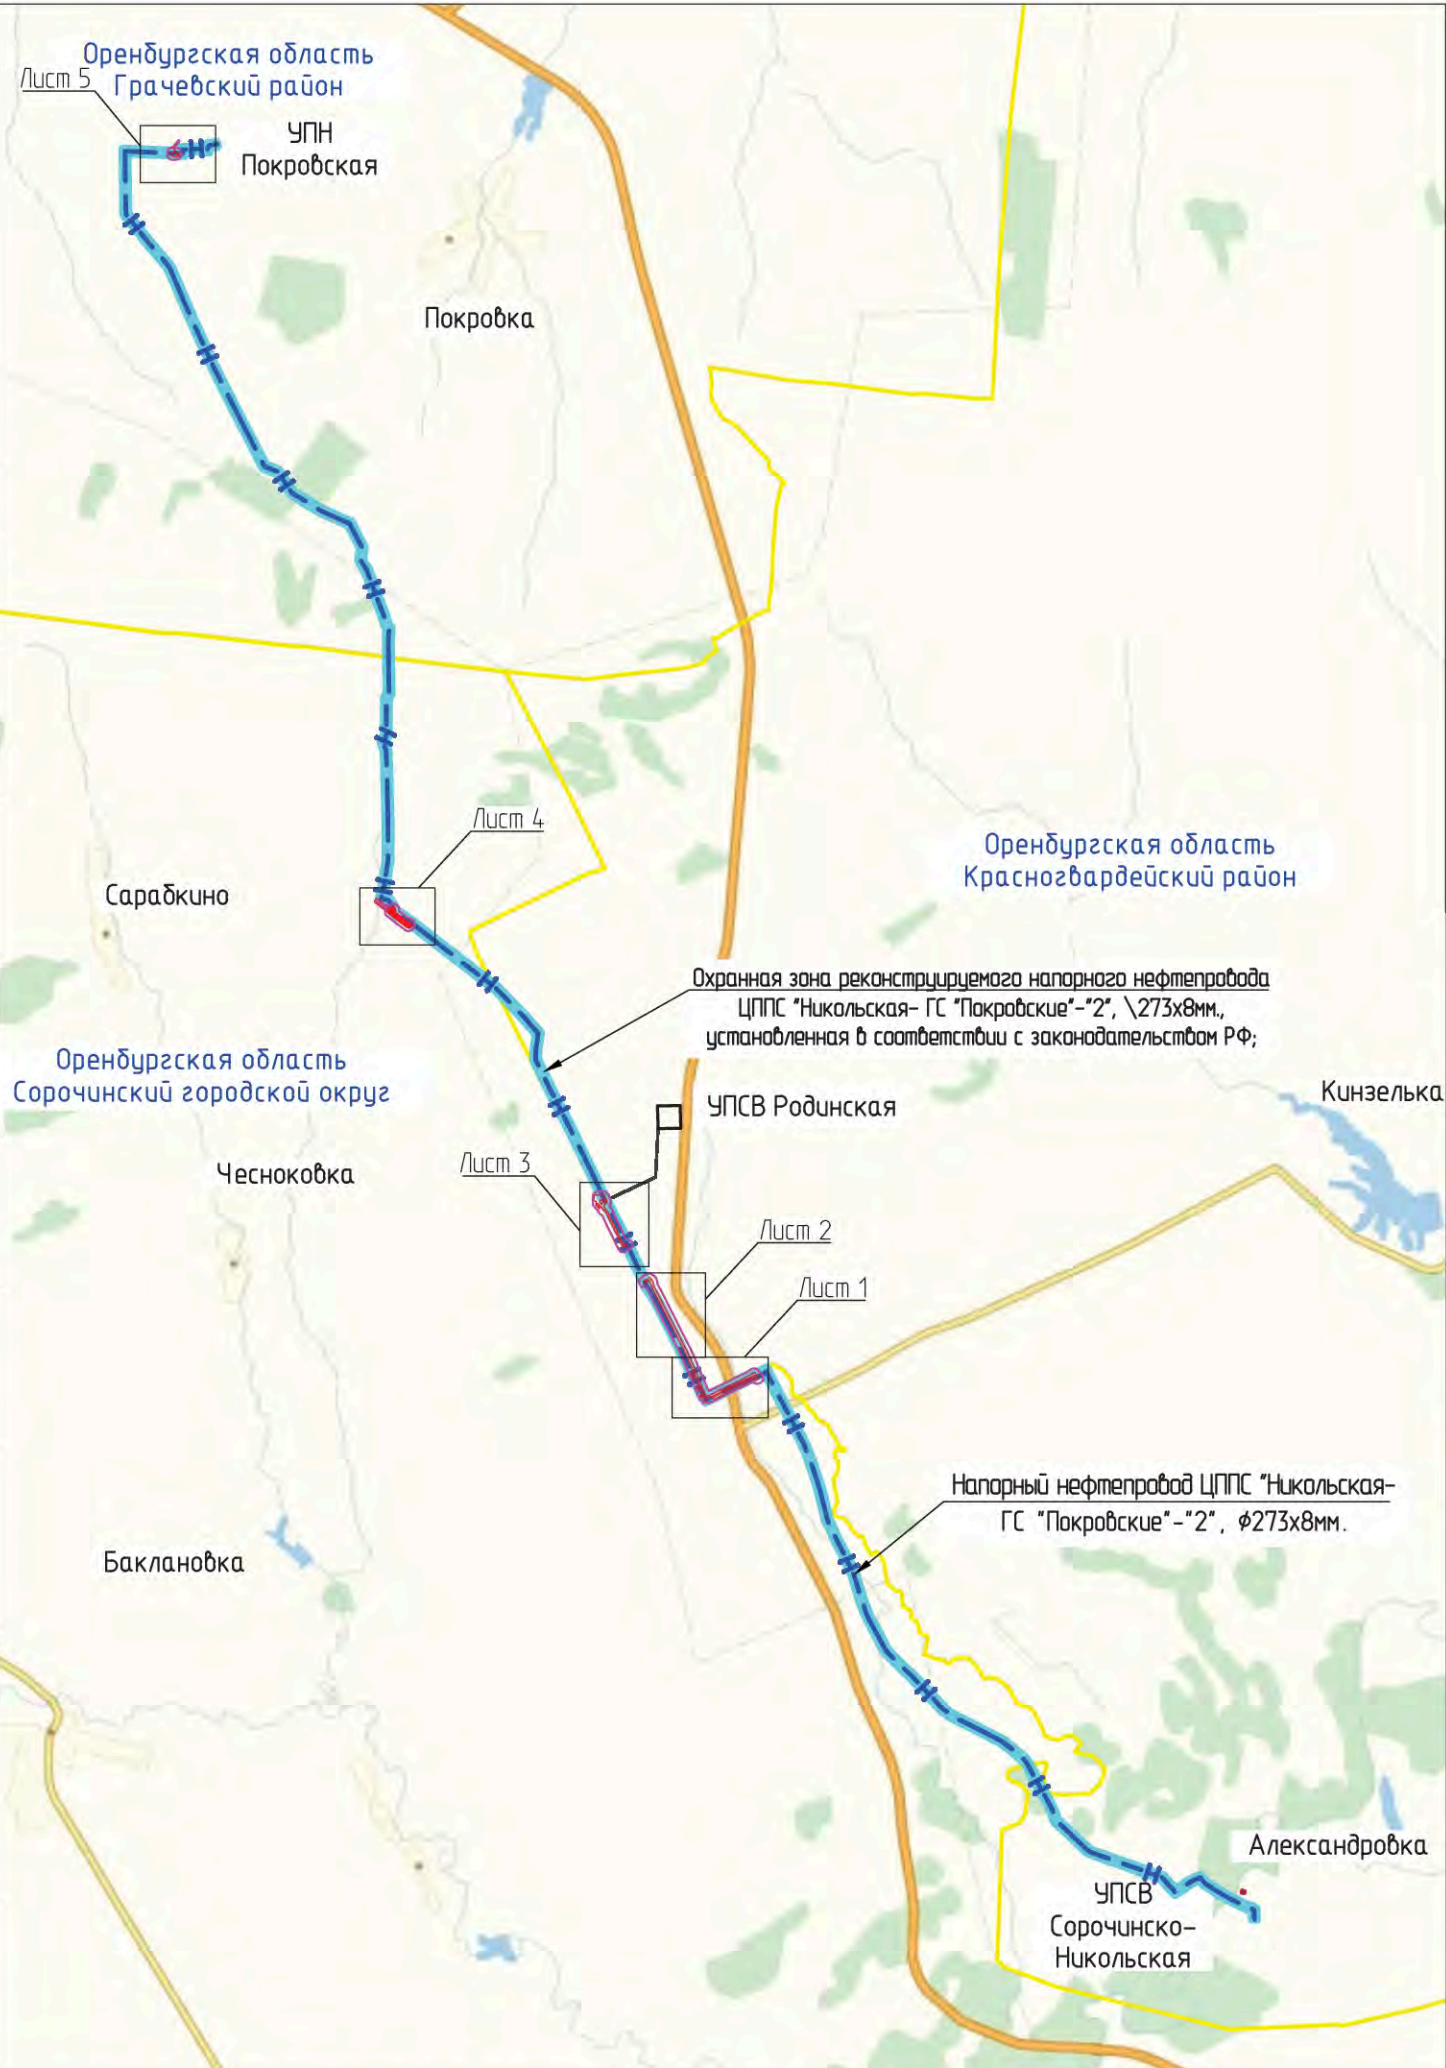 Оренбургская область
Грачевский район
Лист 5
УПН
Покровская
Покровка
Лист 4
Оренбургская область
Красногвардейский район
Сарабкино
Охранная зона реконструируемого напорного нефтепровода
ЦППС "Никольская- ГС "Покровские"-"2", \273х8мм.,
установленная в соответствии с законодательством РФ;
Оренбургская область
Сорочинский городской округ
Кинзелька
УПСВ Родинская
Чесноковка
Лист 3
Лист 2
Лист 1
Напорный нефтепровод ЦППС "Никольская-
ГС "Покровские"-"2", ϕ273х8мм.
Баклановка
Александровка
УПСВ
Сорочинско-
Никольская